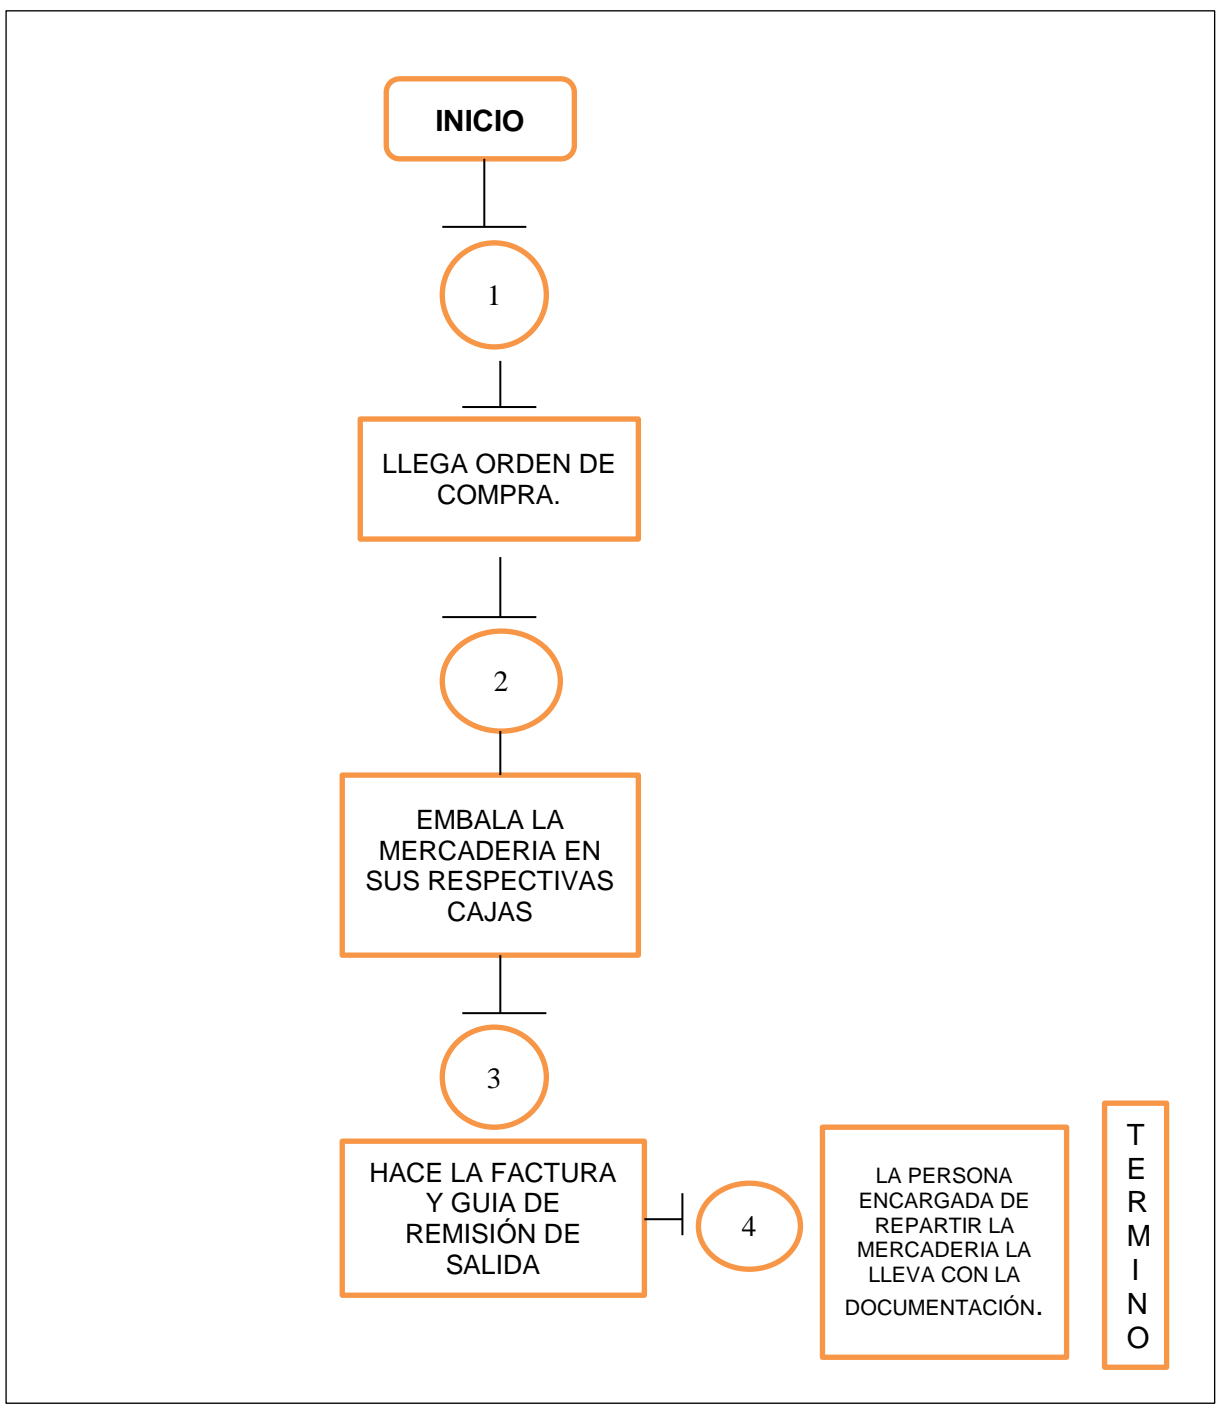 INICIO
1
LLEGA ORDEN DE
COMPRA.
2
EMBALA LA
MERCADERIA EN
SUS RESPECTIVAS
CAJAS
3
HACE LA FACTURA
Y GUIA DE
REMISIÓN DE
SALIDA
4
LA PERSONA
ENCARGADA DE
REPARTIR LA
MERCADERIA LA
LLEVA CON LA
DOCUMENTACIÓN.
T
E
R
M
I
N
O